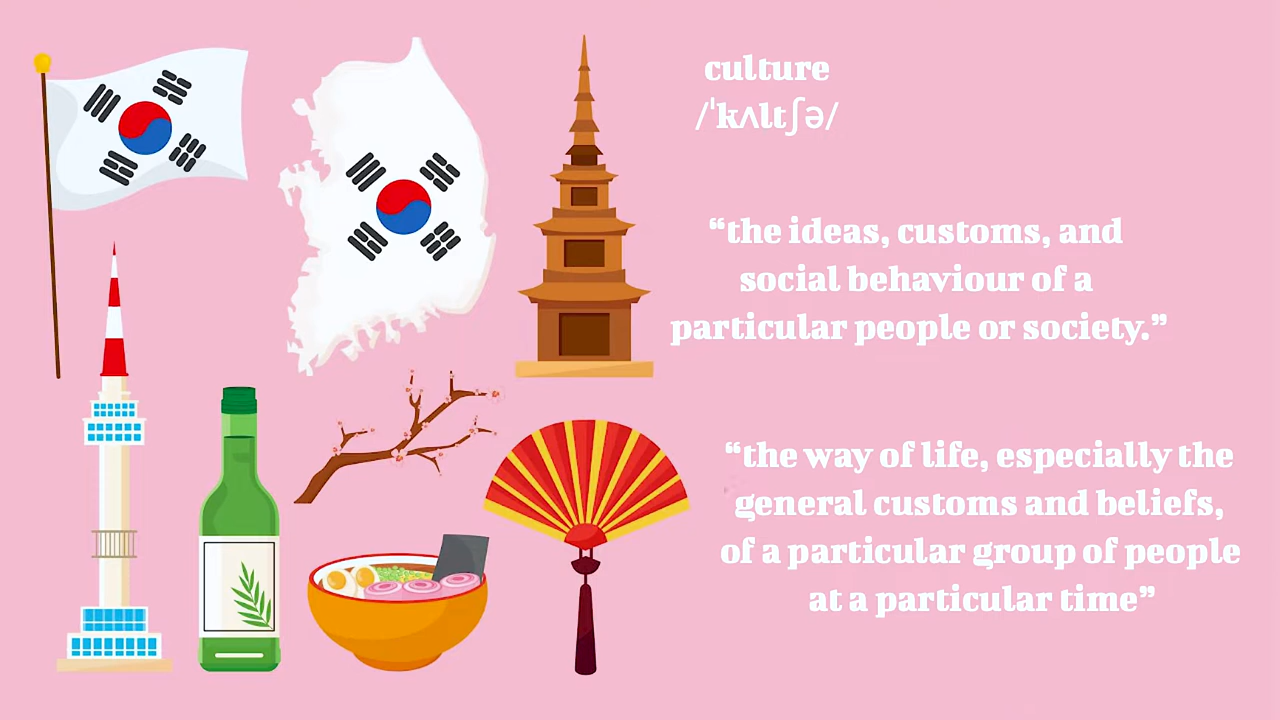 culture
/ˈkʌltʃə/
“the ideas, customs, and
social behaviour of a
particular people or society.”
“the way of life, especially the
general customs and beliefs,
of a particular group of people
at a particular time”